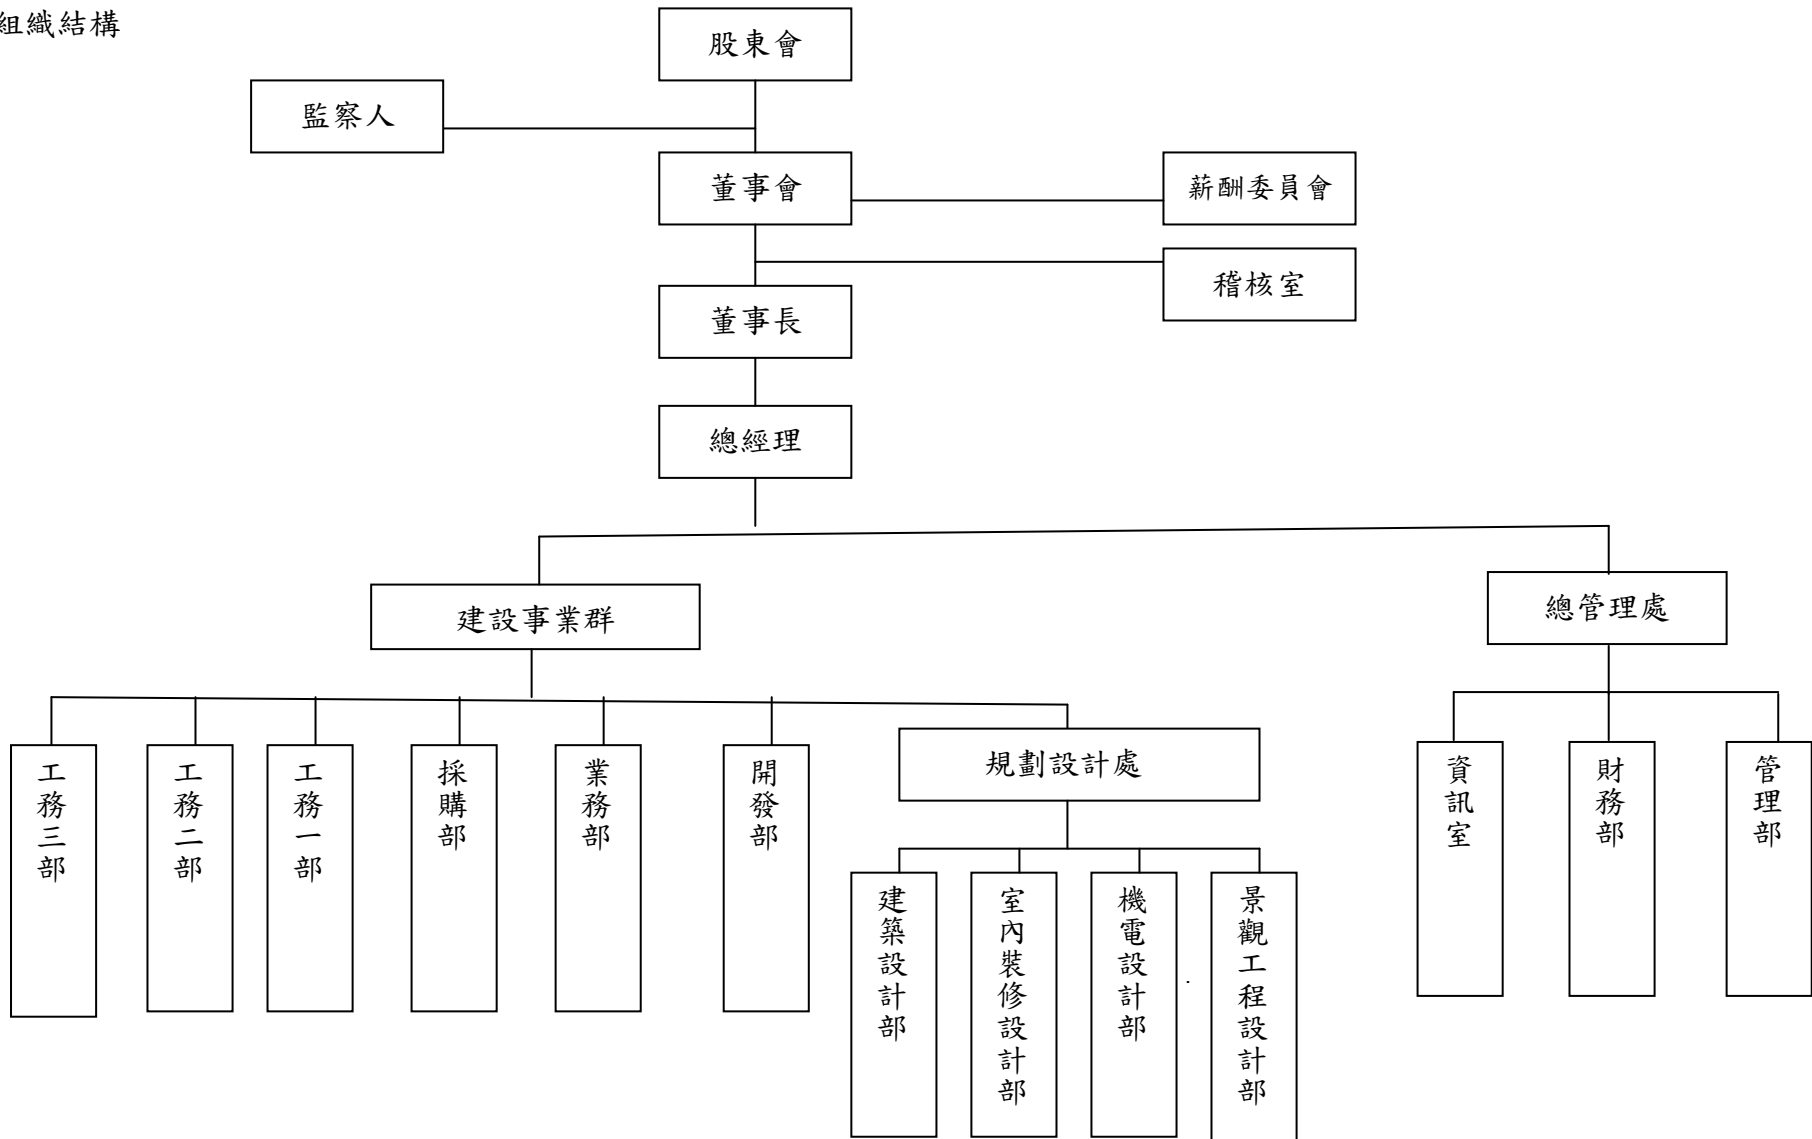 組織結構
股東會
監察人
董事會
薪酬委員會
稽核室
董事長
總經理
建設事業群
總管理處
工務三部
工務二部
工務一部
採購部
業務部
開發部
規劃設計處
資訊室
財務部
管理部
建築設計部
室內裝修設計部
機電設計部
景觀工程設計部